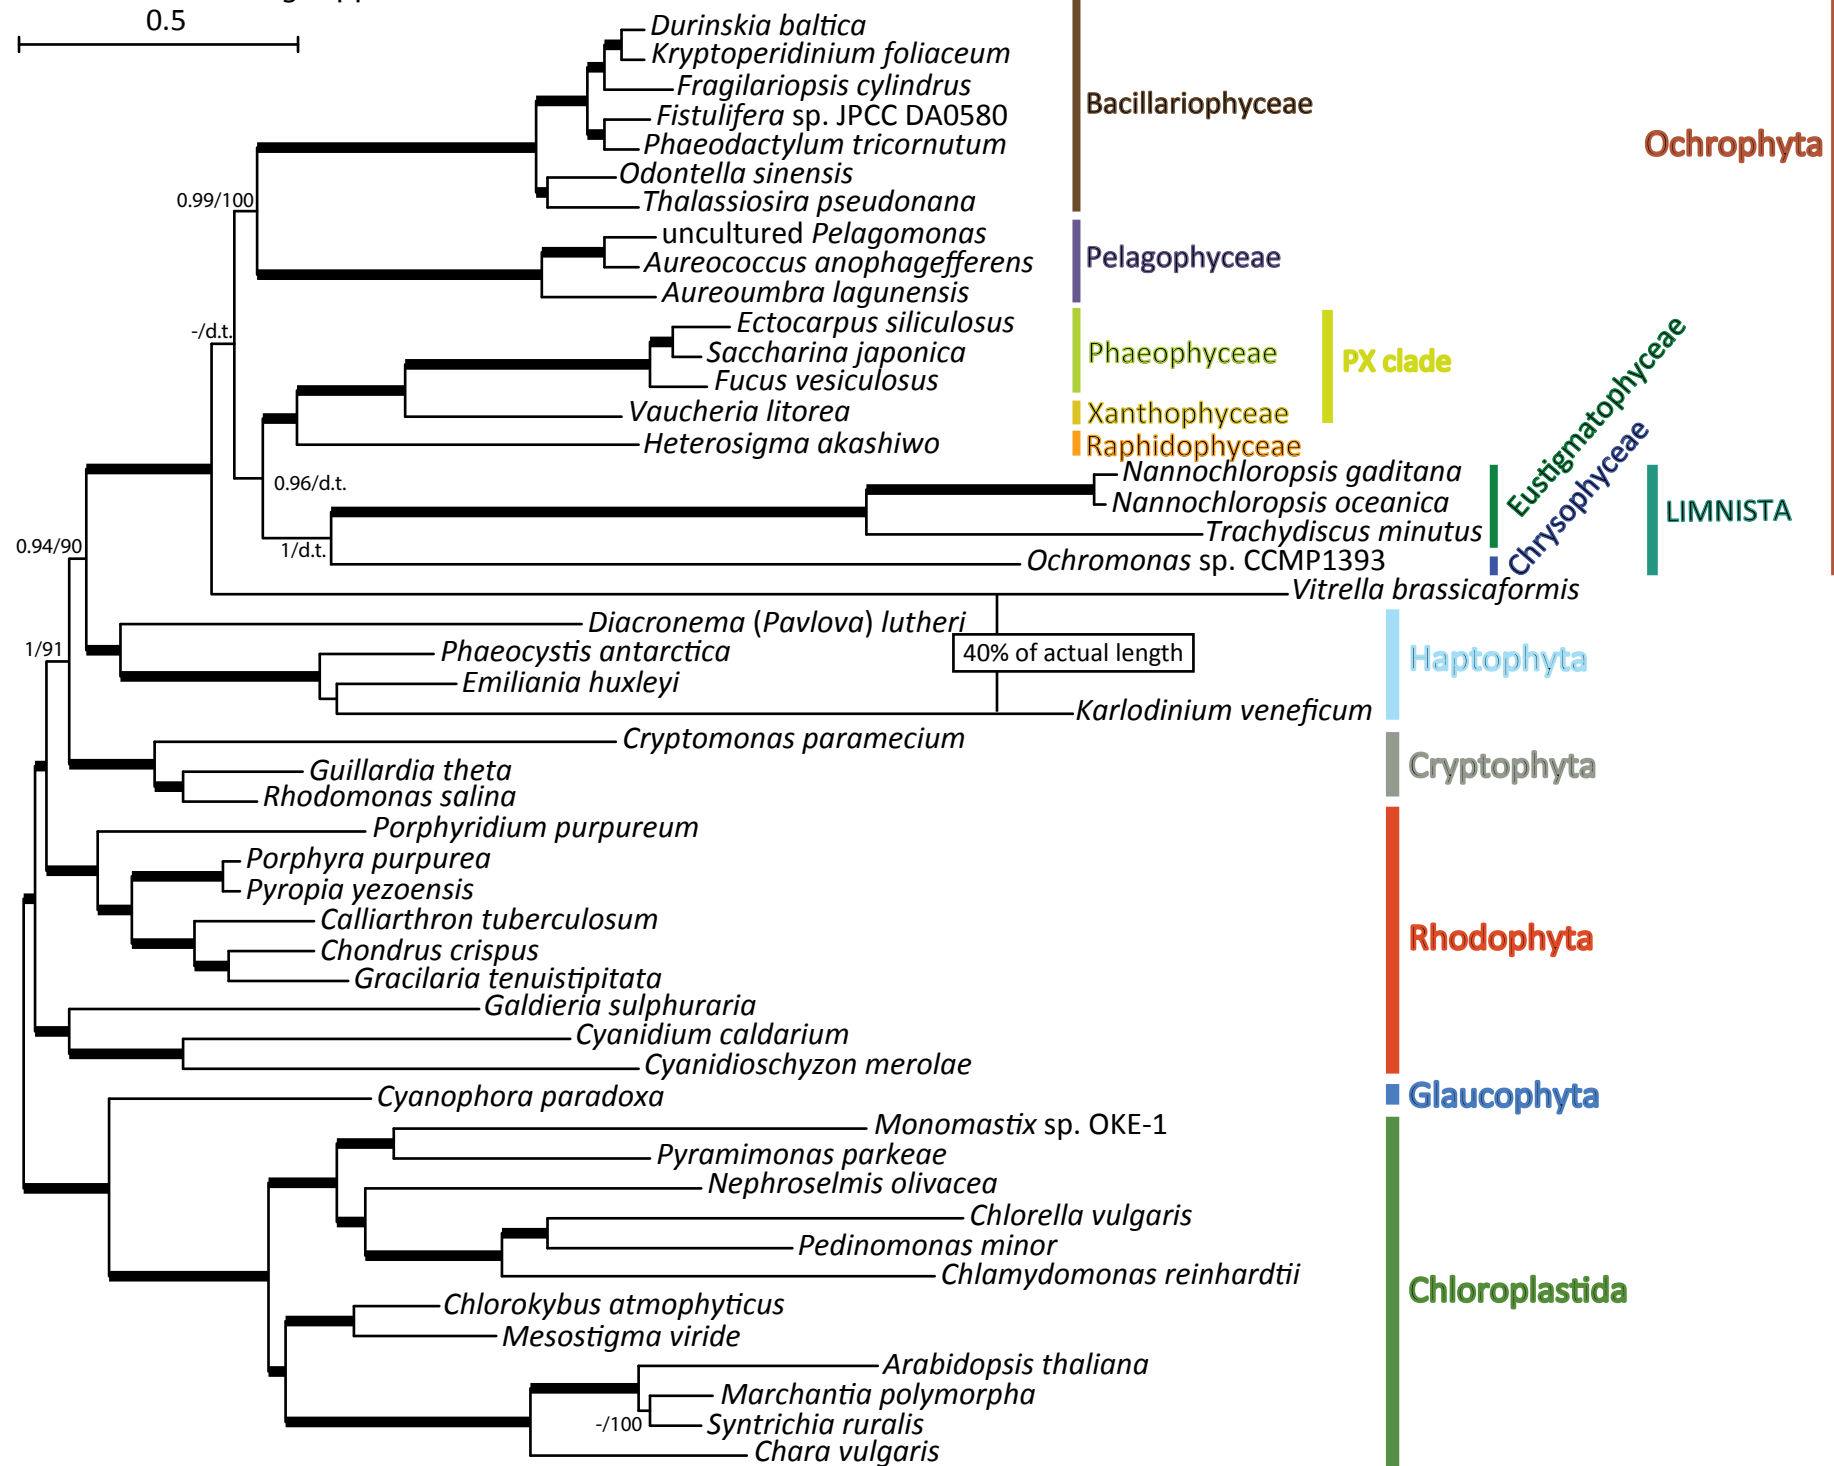 0.5
Durinskia baltica
Kryptoperidinium foliaceum
Fragilariopsis cylindrus
Fistulifera sp. JPCC DA0580
Phaeodactylum tricornutum
Odontella sinensis
Thalassiosira pseudonana
Bacillariophyceae
Ochrophyta
0.99/100
uncultured Pelagomonas
Aureococcus anophagefferens
Aureoumbra lagunensis
Pelagophyceae
-/d.t.
Ectocarpus siliculosus
Saccharina japonica
Fucus vesiculosus
Phaeophyceae
PX clade
Vaucheria litorea
Xanthophyceae
Heterosigma akashiwo
Raphidophyceae
0.96/d.t.
Nannochloropsis gaditana
Nannochloropsis oceanica
Trachydiscus minutus
Eustigmatophyceae
Chrysophyceae
LIMNISTA
1/d.t.
Ochromonas sp. CCMP1393
0.94/90
Vitrella brassicaformis
Diacronema (Pavlova) lutheri
40% of actual length
1/91
Phaeocystis antarctica
Emiliania huxleyi
Karlodinium veneficum
Haptophyta
Cryptomonas paramecium
Guillardia theta
Rhodomonas salina
Cryptophyta
Porphyridium purpureum
Porphyra purpurea
Pyropia yezoensis
Calliarthron tuberculosum
Chondrus crispus
Gracilaria tenuistipitata
Galdieria sulphuraria
Cyanidium caldarium
Cyanidioschyzon merolae
Rhodophyta
Cyanophora paradoxa
Glaucophyta
Monomastix sp. OKE-1
Pyramimonas parkeae
Nephroselmis olivacea
Chlorella vulgaris
Pedinomonas minor
Chlamydomonas reinhardtii
Chlorokybus atmophyticus
Mesostigma viride
Chloroplastida
Arabidopsis thaliana
Marchantia polymorpha
-/100
Syntrichia ruralis
Chara vulgaris